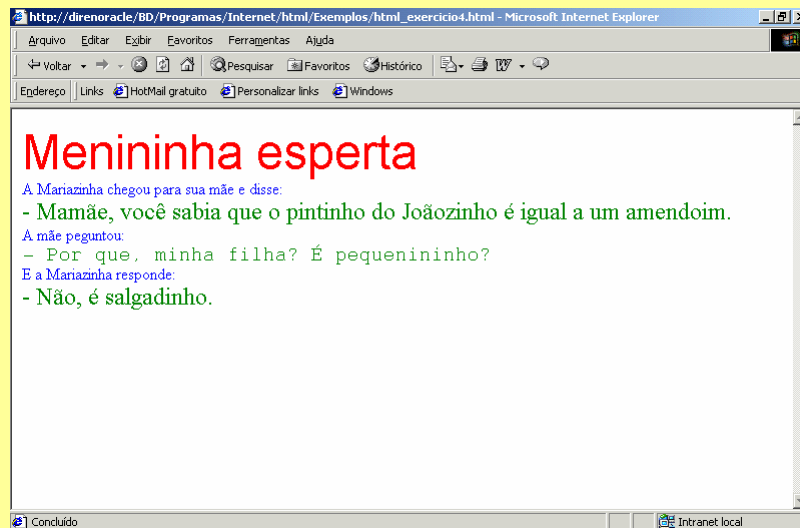 http://direnoracle/BD/Programas/Internet/html/Exemplos/html_exercicio4.html - Microsoft Internet Explorer
Arquivo Editar Exibir Favoritos Ferramentas Ajuda
Voltar Pesquisar Favoritos Histórico
Endereço Links HotMail gratuito Personalizar links Windows
Menininha esperta
A Mariazinha chegou para sua mãe e disse:
- Mamãe, você sabia que o pintinho do Joãozinho é igual a um amendoim.
A mãe peguntou:
- Por que, minha filha? É pequenininho?
E a Mariazinha responde:
- Não, é salgadinho.
Concluído Intranet local